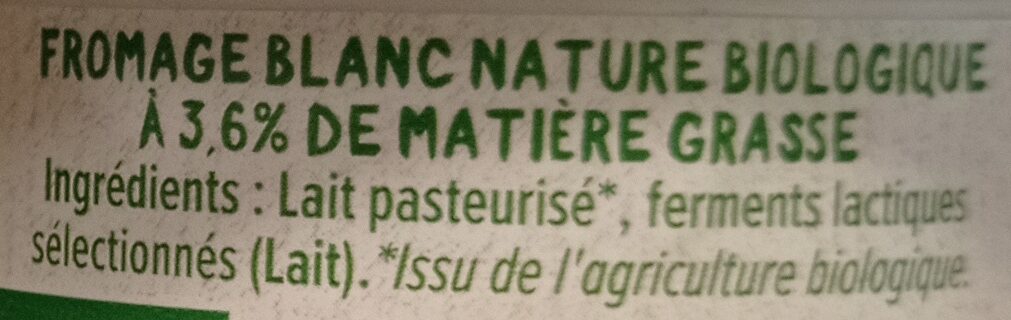 FROMAGE BLANC NATURE BIOLOGIQUE
À 3,6% DE MATIÈRE GRASSE
Ingrédients : Lait pasteurisé*, ferments lactiques
sélectionnés (Lait). *Issu de l'agriculture biologique.